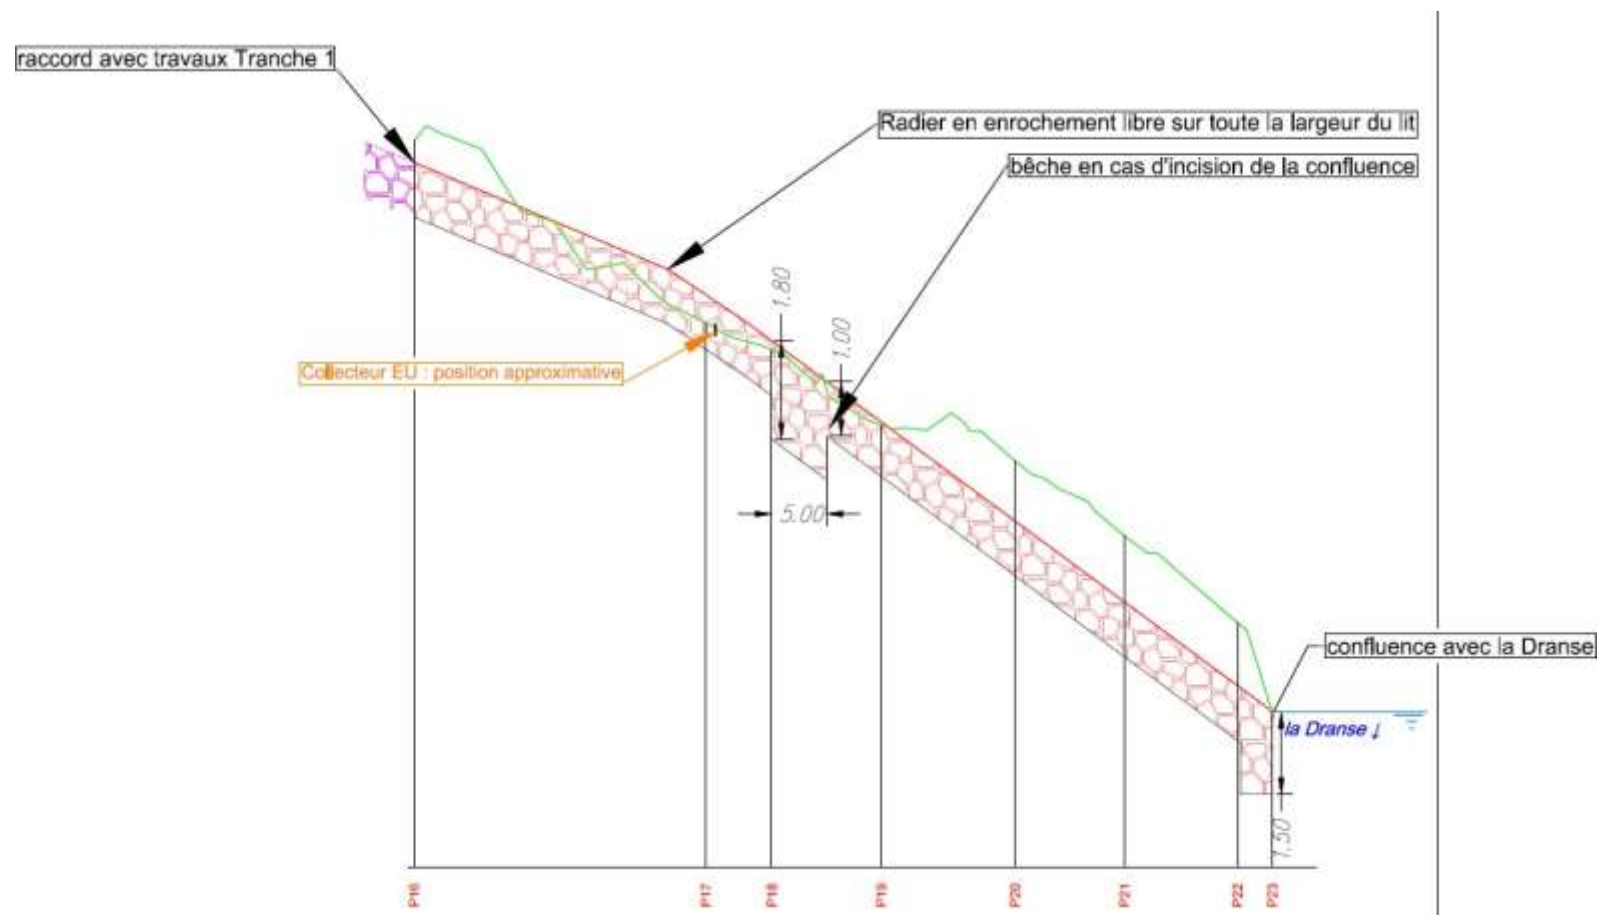 raccord avec travaux Tranche 1
Radier en enrochement libre sur toute la largeur du lit
bêche en cas d'incision de la confluence
1.80
1.00
Collecteur EU : position approximative
5.00
confluence avec la Dranse
la Dranse ↓
1.50
P16 P17 P18 P19 P20 P21 P22 P23